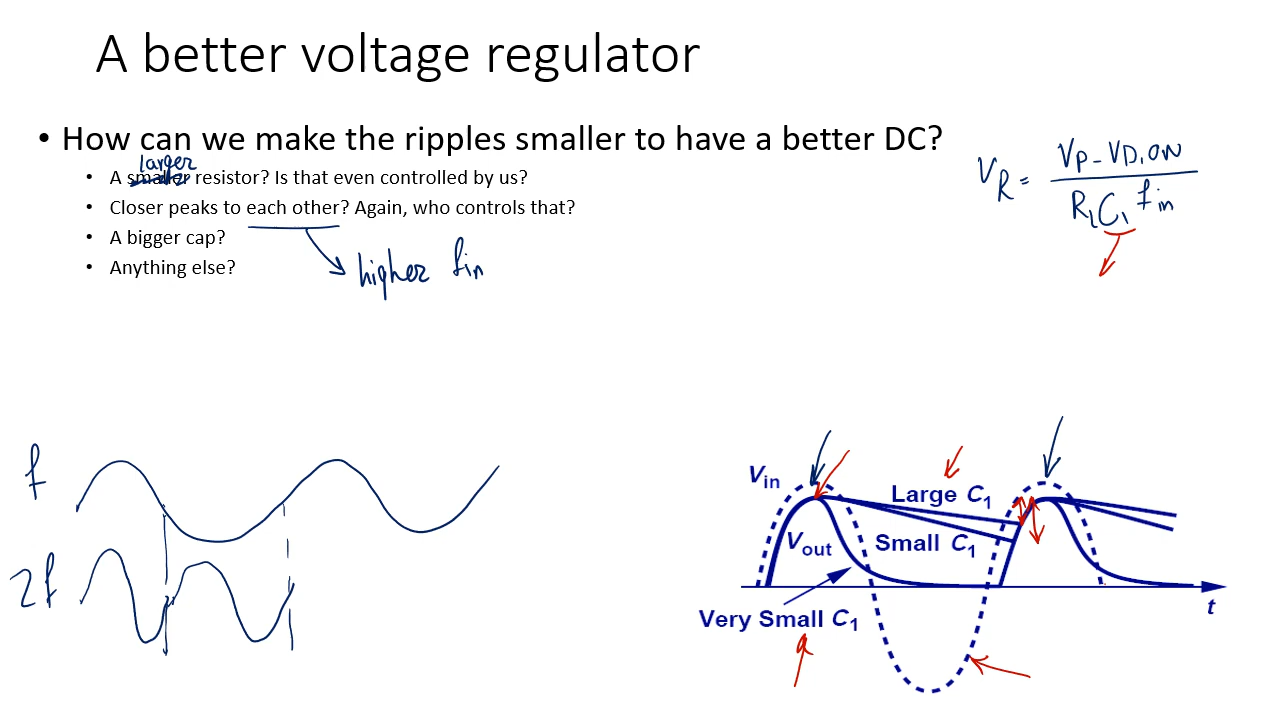 A better voltage regulator
• How can we make the ripples smaller to have a better DC?
larger
• A smaller resistor? Is that even controlled by us?
• Closer peaks to each other? Again, who controls that?
• A bigger cap?
• Anything else?
higher fin
VR = VP - VD,ON
RL C1 fin
f
2f
Vin
Large C1
Vout
Small C1
Very Small C1
t